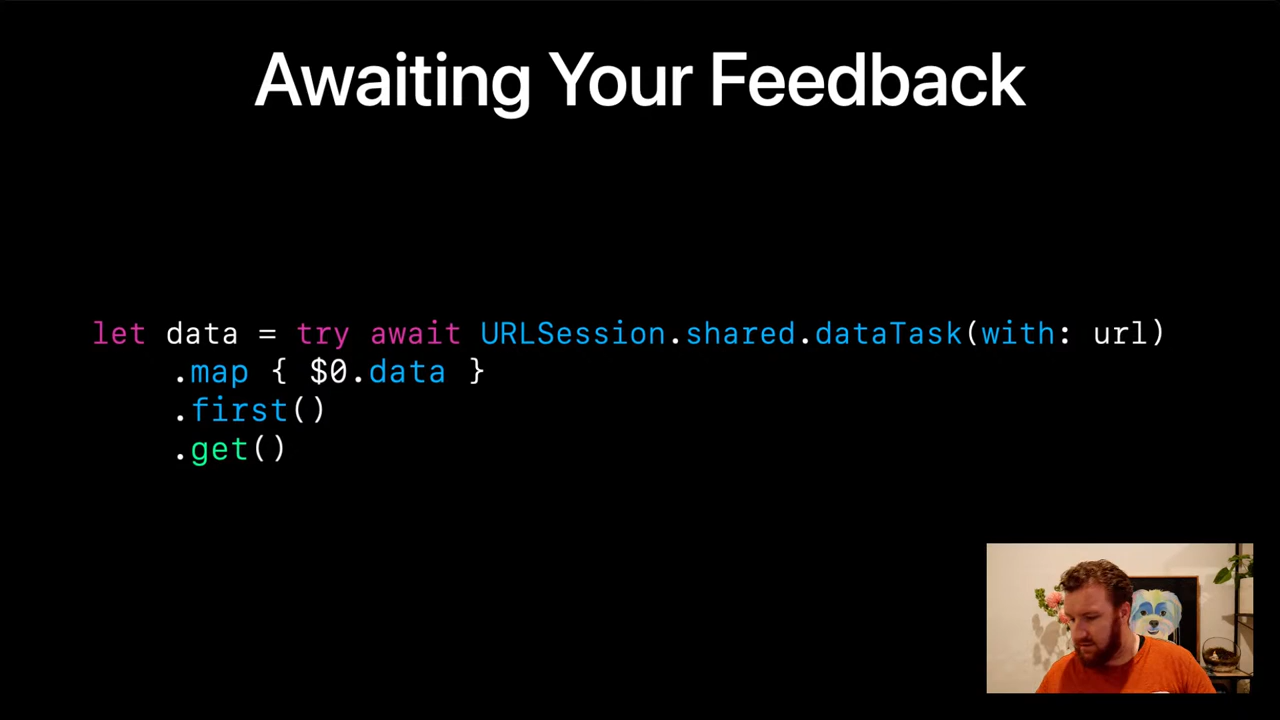 Awaiting Your Feedback
let data = try await URLSession.shared.dataTask(with: url)
.map { $0.data }
.first()
.get()